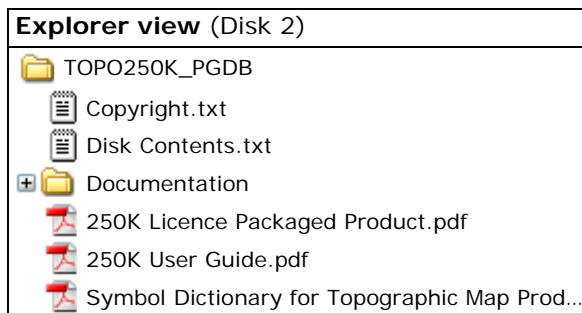 Explorer view (Disk 2)
TOPO250K_PGDB
Copyright.txt
Disk Contents.txt
Documentation
250K Licence Packaged Product.pdf
250K User Guide.pdf
Symbol Dictionary for Topographic Map Prod...